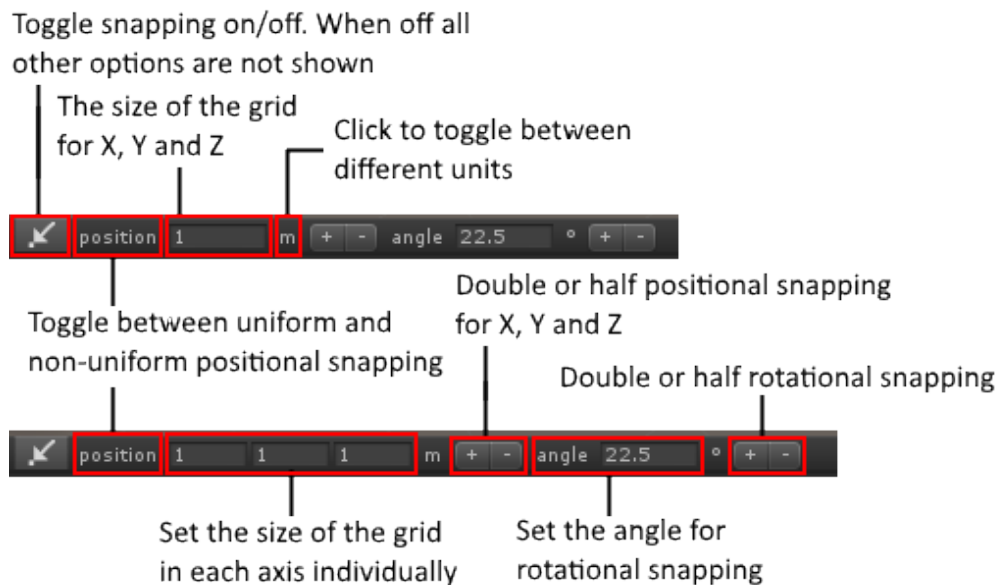 Toggle snapping on/off. When off all
other options are not shown
The size of the grid
for X, Y and Z
Click to toggle between
different units
position 1 m + - angle 22.5 ° + -
Toggle between uniform and
non-uniform positional snapping
Double or half positional snapping
for X, Y and Z
Double or half rotational snapping
position 1 1 1 m + - angle 22.5 ° + -
Set the size of the grid
in each axis individually
Set the angle for
rotational snapping